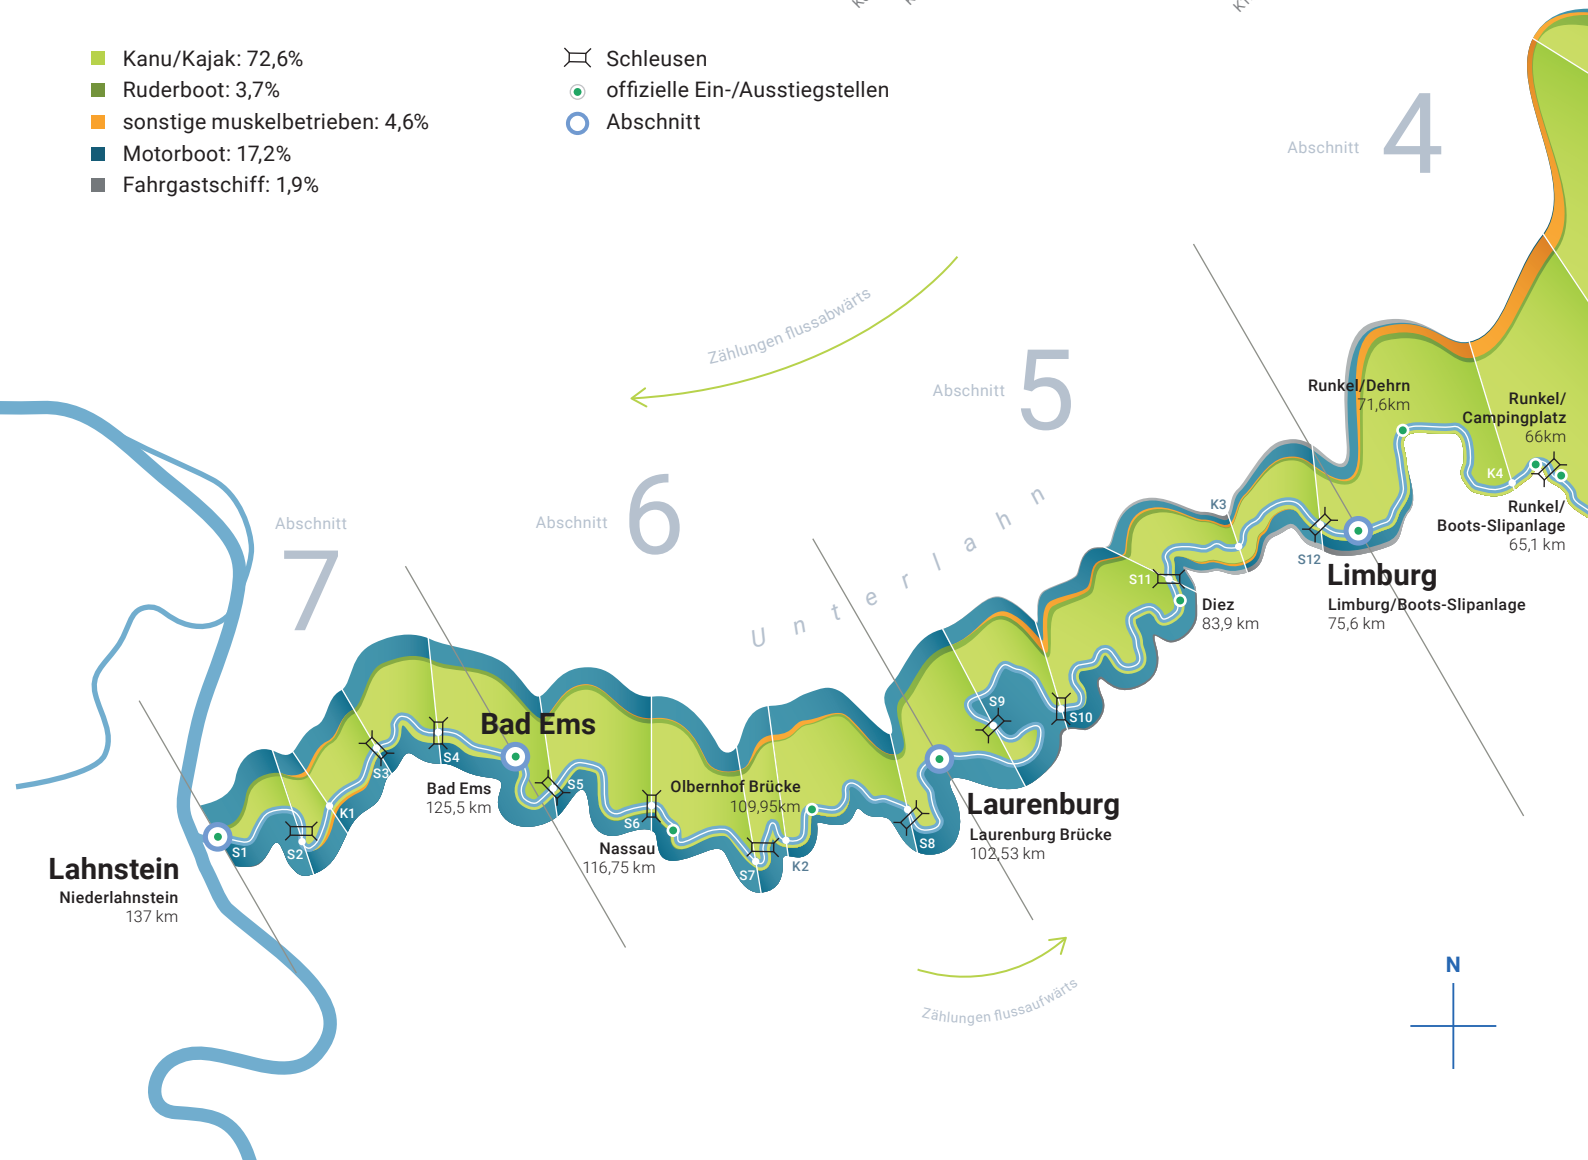 Kanu/Kajak: 72,6%
Ruderboot: 3,7%
sonstige muskelbetrieben: 4,6%
Motorboot: 17,2%
Fahrgastschiff: 1,9%
Schleusen
offizielle Ein-/Ausstiegstellen
Abschnitt
Abschnitt 4
Zählungen flussabwärts
Abschnitt 5
Abschnitt 6
Abschnitt
7
Unterlahn
Runkel/Dehrn
71,6km
Runkel/
Campingplatz
66km
K4
Runkel/
Boots-Slipanlage
65,1 km
K3
S12
Limburg
Limburg/Boots-Slipanlage
75,6 km
S11
Diez
83,9 km
S10
S9
Laurenburg
Laurenburg Brücke
102,53 km
S8
Olbernhof Brücke
109,95km
K2
S7
S6
Nassau
116,75 km
S5
Bad Ems
Bad Ems
125,5 km
S4
S3
K1
S2
S1
Lahnstein
Niederlahnstein
137 km
Zählungen flussaufwärts
N